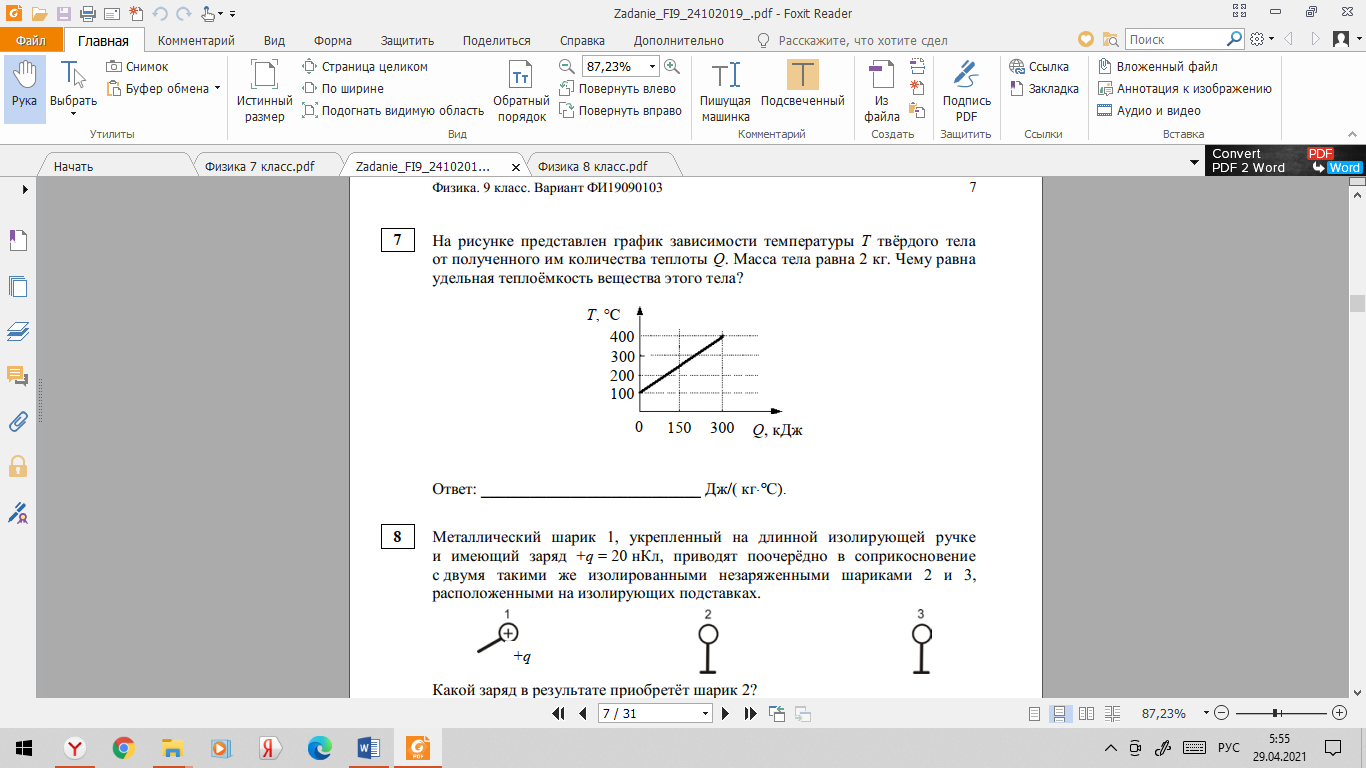 Zadanie_FI9_24102019_.pdf - Foxit Reader
Файл Главная Комментарий Вид Форма Защитить Поделиться Справка Дополнительно Расскажите, что хотите сдел Поиск
Рука
Выбрать
Снимок
Буфер обмена
Утилиты
Истинный размер
Страница целиком
По ширине
Подогнать видимую область
Обратный порядок
87,23%
Повернуть влево
Повернуть вправо
Вид
Пишущая машинка
Подсвеченный
Комментарий
Из файла
Создать
Подпись PDF
Защитить
Ссылка
Закладка
Ссылки
Вложенный файл
Аннотация к изображению
Аудио и видео
Вставка
Начать Физика 7 класс.pdf Zadanie_FI9_2410201... Физика 8 класс.pdf
Convert PDF
PDF 2 Word Word
Физика. 9 класс. Вариант ФИ19090103 7
7 На рисунке представлен график зависимости температуры T твёрдого тела
от полученного им количества теплоты Q. Масса тела равна 2 кг. Чему равна
удельная теплоёмкость вещества этого тела?
T, °C
400
300
200
100
0 150 300 Q, кДж
Ответ: ____________________________ Дж/( кг·°C).
8 Металлический шарик 1, укрепленный на длинной изолирующей ручке
и имеющий заряд +q = 20 нКл, приводят поочерёдно в соприкосновение
с двумя такими же изолированными незаряженными шариками 2 и 3,
расположенными на изолирующих подставках.
1 2 3
+
+q
Какой заряд в результате приобретёт шарик 2?
7 / 31 87,23%
РУС
5:55
29.04.2021